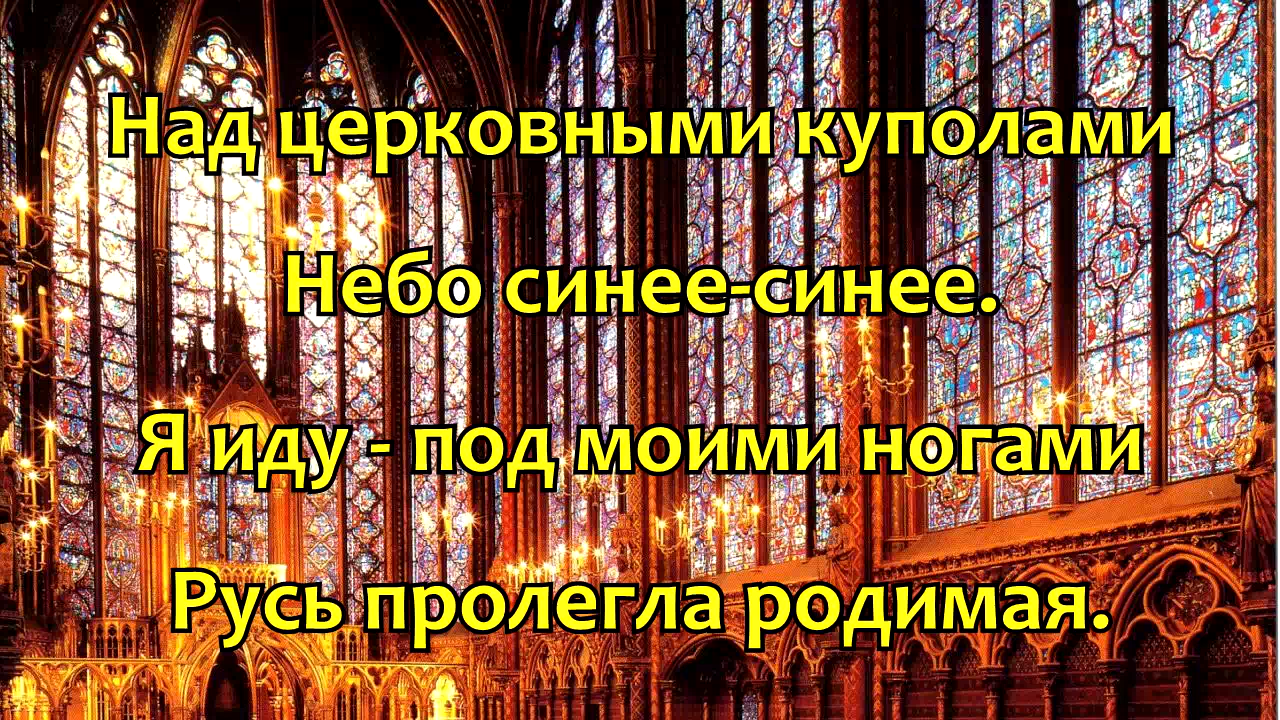 Над церковными куполами
Небо синее-синее.
Я иду - под моими ногами
Русь пролегла родимая.